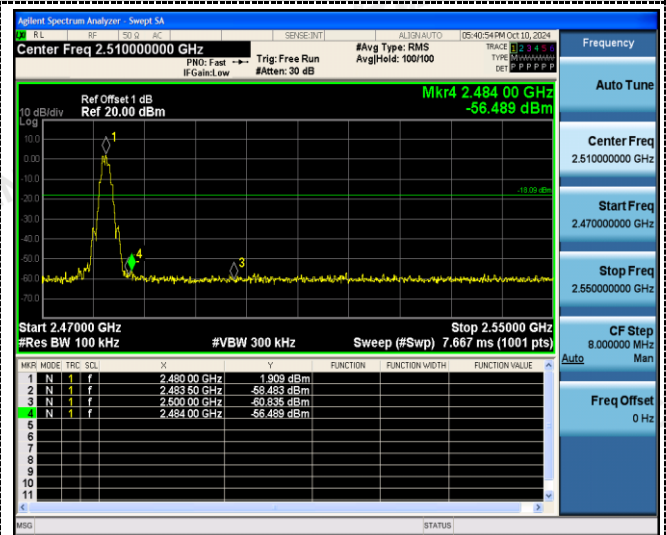 Agilent Spectrum Analyzer - Swept SA
LXI RL RF 50 Ω AC SENSE:INT ALIGNAUTO 05:40:54 PM Oct 10, 2024
Center Freq 2.510000000 GHz
PNO: Fast
IFGain:Low
Trig: Free Run
#Atten: 30 dB
#Avg Type: RMS
Avg|Hold: 100/100
TRACE 1 2 3 4 5 6
TYPE
DET P P P P P P
Frequency
Auto Tune
Center Freq
2.510000000 GHz
Start Freq
2.470000000 GHz
Stop Freq
2.550000000 GHz
CF Step
8.000000 MHz
Auto Man
Freq Offset
0 Hz
Mkr4 2.484 00 GHz
-56.489 dBm
Ref Offset 1 dB
10 dB/div Ref 20.00 dBm
Log
10.0
0.00
-10.0
-20.0
-30.0
-40.0
-50.0
-60.0
-70.0
1
4
3
-18.09 dBm
Start 2.47000 GHz Stop 2.55000 GHz
#Res BW 100 kHz #VBW 300 kHz Sweep (#Swp) 7.667 ms (1001 pts)
MKR MODE TRC SCL X Y FUNCTION FUNCTION WIDTH FUNCTION VALUE
1 N 1 f 2.480 00 GHz 1.909 dBm
2 N 1 f 2.483 50 GHz -58.483 dBm
3 N 1 f 2.500 00 GHz -60.835 dBm
4 N 1 f 2.484 00 GHz -56.489 dBm
5
6
7
8
9
10
11
MSG STATUS